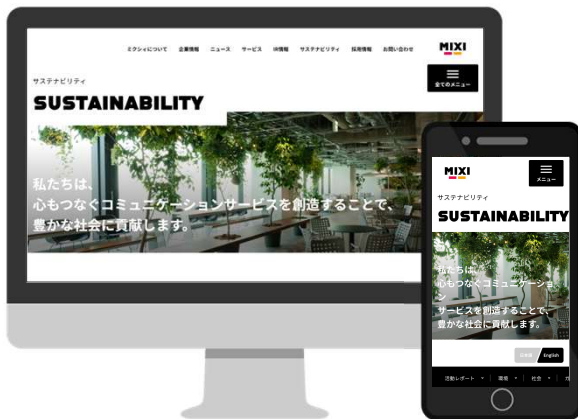 ミクシィについて 企業情報 ニュース サービス IR情報 サステナビリティ 採用情報 お問い合わせ
MIXI
全てのメニュー
サステナビリティ
SUSTAINABILITY
私たちは、
心もつなぐコミュニケーションサービスを創造することで、
豊かな社会に貢献します。
MIXI
メニュー
サステナビリティ
SUSTAINABILITY
私たちは、
心もつなぐコミュニケーショ
ン
サービスを創造することで、
豊かな社会に貢献します。
日本語 English
活動レポート 環境 社会 ガ